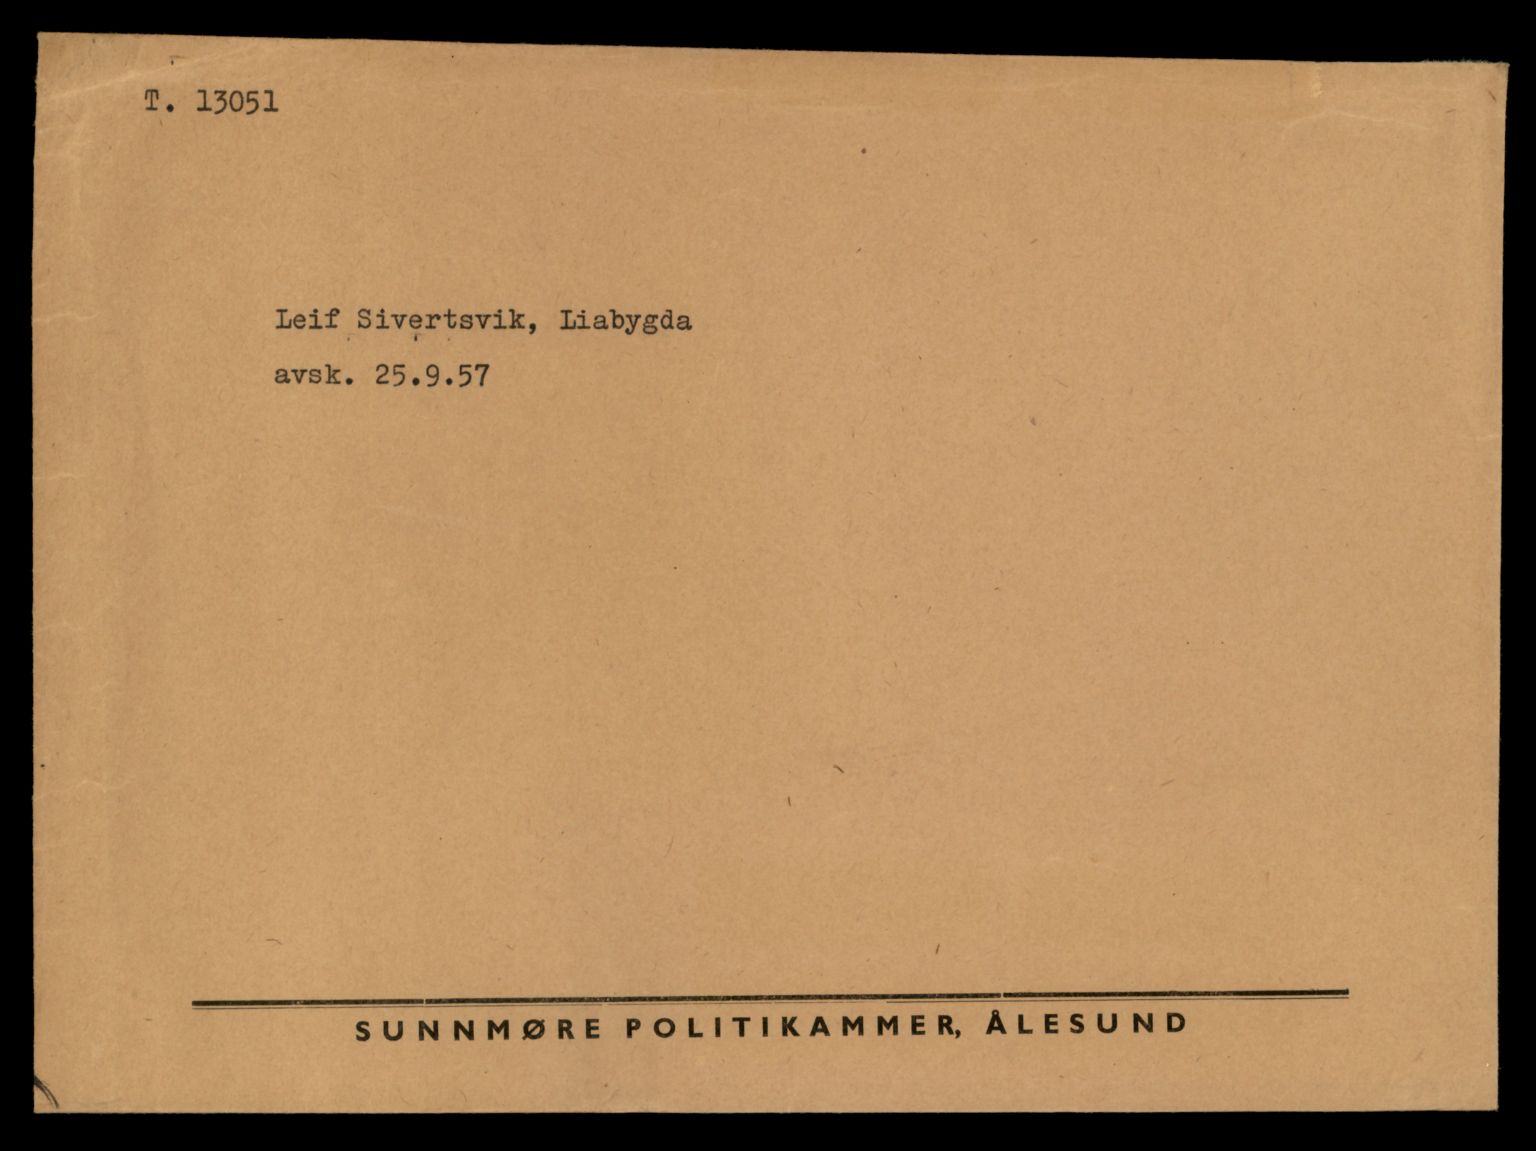 T. 13051
Leif Sivertsvik, Liabygda
avsk. 25.9.57
SUNNMØRE POLITIKAMMER, ÅLESUND